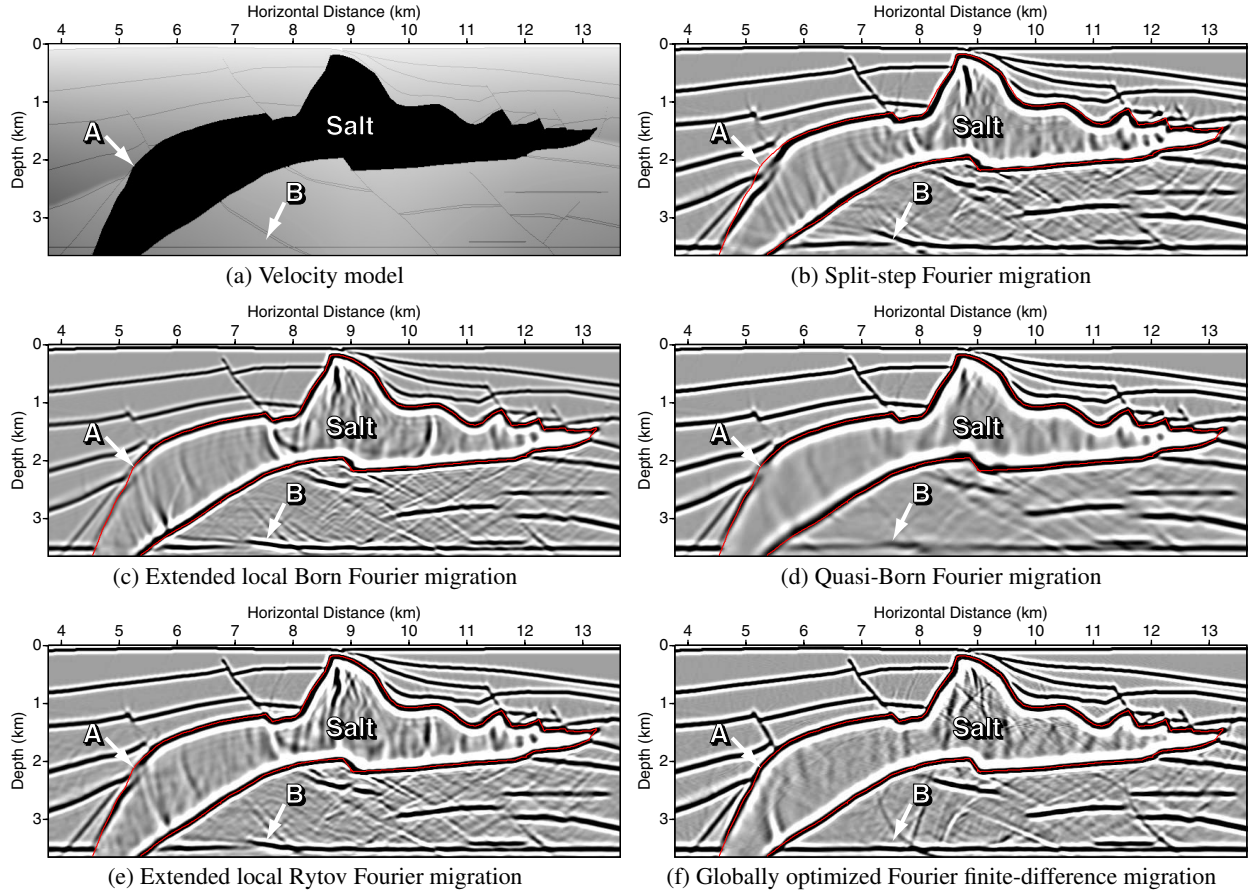 Horizontal Distance (km)
4 5 6 7 8 9 10 11 12 13
0
1
2
3
Depth (km)
A
Salt
B
(a) Velocity model
Horizontal Distance (km)
4 5 6 7 8 9 10 11 12 13
0
1
2
3
Depth (km)
A
Salt
B
(b) Split-step Fourier migration
Horizontal Distance (km)
4 5 6 7 8 9 10 11 12 13
0
1
2
3
Depth (km)
A
Salt
B
(c) Extended local Born Fourier migration
Horizontal Distance (km)
4 5 6 7 8 9 10 11 12 13
0
1
2
3
Depth (km)
A
Salt
B
(d) Quasi-Born Fourier migration
Horizontal Distance (km)
4 5 6 7 8 9 10 11 12 13
0
1
2
3
Depth (km)
A
Salt
B
(e) Extended local Rytov Fourier migration
Horizontal Distance (km)
4 5 6 7 8 9 10 11 12 13
0
1
2
3
Depth (km)
A
Salt
B
(f) Globally optimized Fourier finite-difference migration